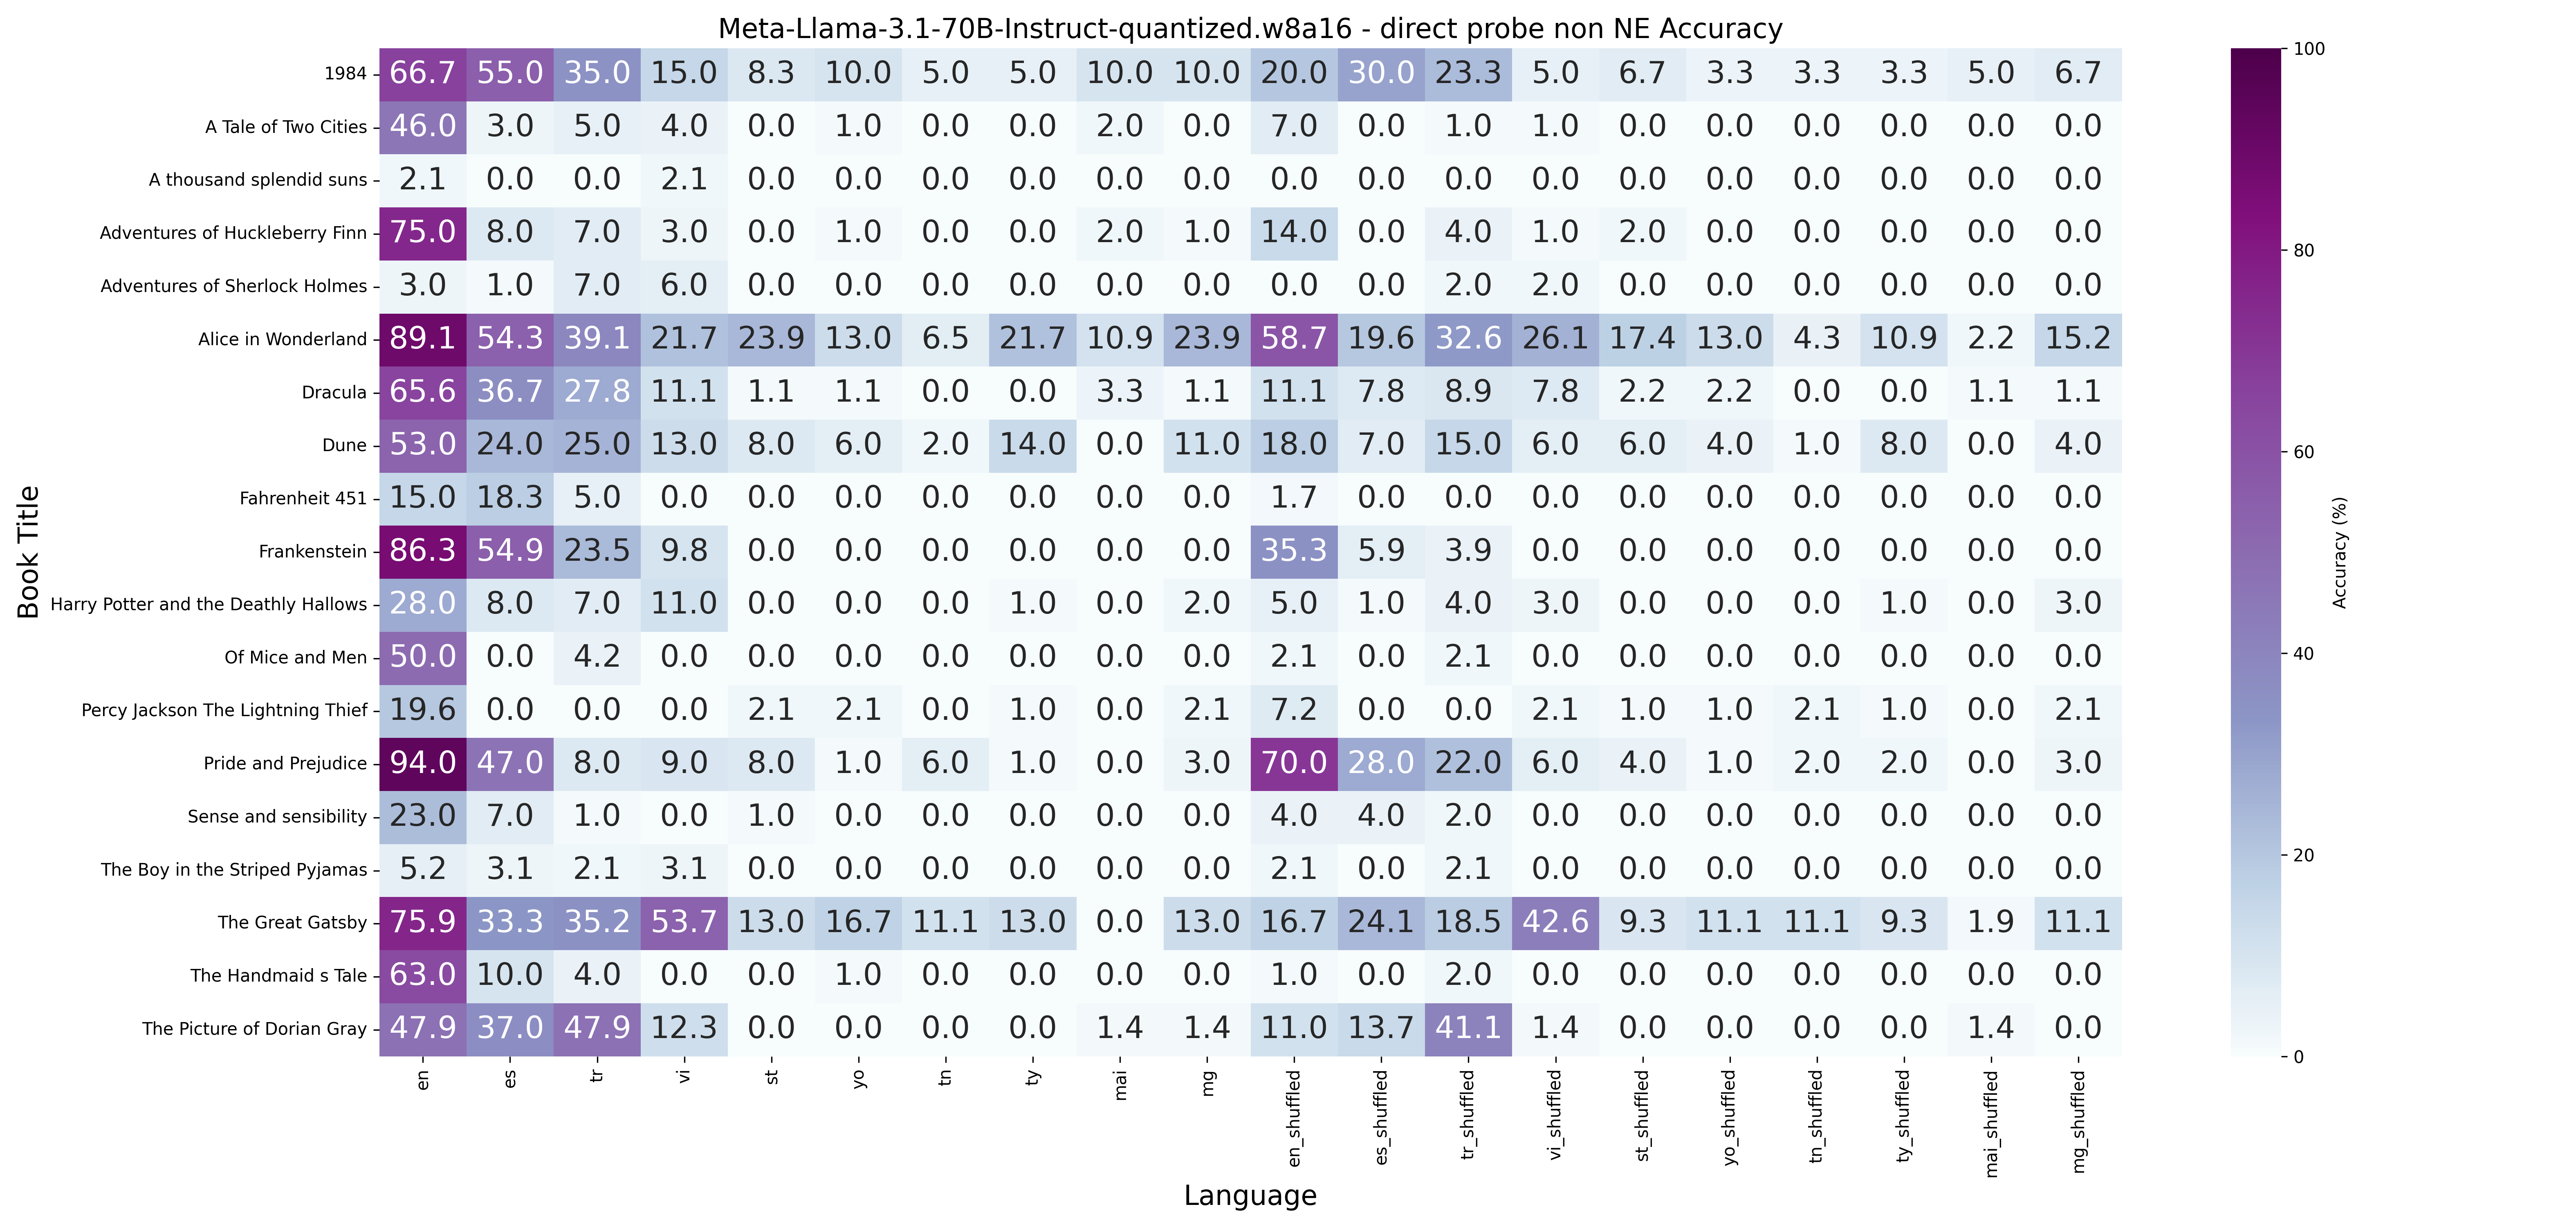 Meta-Llama-3.1-70B-Instruct-quantized.w8a16 - direct probe non NE Accuracy
Book Title
1984 66.7 55.0 35.0 15.0 8.3 10.0 5.0 5.0 10.0 10.0 20.0 30.0 23.3 5.0 6.7 3.3 3.3 3.3 5.0 6.7
A Tale of Two Cities 46.0 3.0 5.0 4.0 0.0 1.0 0.0 0.0 2.0 0.0 7.0 0.0 1.0 1.0 0.0 0.0 0.0 0.0 0.0 0.0
A thousand splendid suns 2.1 0.0 0.0 2.1 0.0 0.0 0.0 0.0 0.0 0.0 0.0 0.0 0.0 0.0 0.0 0.0 0.0 0.0 0.0 0.0
Adventures of Huckleberry Finn 75.0 8.0 7.0 3.0 0.0 1.0 0.0 0.0 2.0 1.0 14.0 0.0 4.0 1.0 2.0 0.0 0.0 0.0 0.0 0.0
Adventures of Sherlock Holmes 3.0 1.0 7.0 6.0 0.0 0.0 0.0 0.0 0.0 0.0 0.0 0.0 2.0 2.0 0.0 0.0 0.0 0.0 0.0 0.0
Alice in Wonderland 89.1 54.3 39.1 21.7 23.9 13.0 6.5 21.7 10.9 23.9 58.7 19.6 32.6 26.1 17.4 13.0 4.3 10.9 2.2 15.2
Dracula 65.6 36.7 27.8 11.1 1.1 1.1 0.0 0.0 3.3 1.1 11.1 7.8 8.9 7.8 2.2 2.2 0.0 0.0 1.1 1.1
Dune 53.0 24.0 25.0 13.0 8.0 6.0 2.0 14.0 0.0 11.0 18.0 7.0 15.0 6.0 6.0 4.0 1.0 8.0 0.0 4.0
Fahrenheit 451 15.0 18.3 5.0 0.0 0.0 0.0 0.0 0.0 0.0 0.0 1.7 0.0 0.0 0.0 0.0 0.0 0.0 0.0 0.0 0.0
Frankenstein 86.3 54.9 23.5 9.8 0.0 0.0 0.0 0.0 0.0 0.0 35.3 5.9 3.9 0.0 0.0 0.0 0.0 0.0 0.0 0.0
Harry Potter and the Deathly Hallows 28.0 8.0 7.0 11.0 0.0 0.0 0.0 1.0 0.0 2.0 5.0 1.0 4.0 3.0 0.0 0.0 0.0 1.0 0.0 3.0
Of Mice and Men 50.0 0.0 4.2 0.0 0.0 0.0 0.0 0.0 0.0 0.0 2.1 0.0 2.1 0.0 0.0 0.0 0.0 0.0 0.0 0.0
Percy Jackson The Lightning Thief 19.6 0.0 0.0 0.0 2.1 2.1 0.0 1.0 0.0 2.1 7.2 0.0 0.0 2.1 1.0 1.0 2.1 1.0 0.0 2.1
Pride and Prejudice 94.0 47.0 8.0 9.0 8.0 1.0 6.0 1.0 0.0 3.0 70.0 28.0 22.0 6.0 4.0 1.0 2.0 2.0 0.0 3.0
Sense and sensibility 23.0 7.0 1.0 0.0 1.0 0.0 0.0 0.0 0.0 0.0 4.0 4.0 2.0 0.0 0.0 0.0 0.0 0.0 0.0 0.0
The Boy in the Striped Pyjamas 5.2 3.1 2.1 3.1 0.0 0.0 0.0 0.0 0.0 0.0 2.1 0.0 2.1 0.0 0.0 0.0 0.0 0.0 0.0 0.0
The Great Gatsby 75.9 33.3 35.2 53.7 13.0 16.7 11.1 13.0 0.0 13.0 16.7 24.1 18.5 42.6 9.3 11.1 11.1 9.3 1.9 11.1
The Handmaid s Tale 63.0 10.0 4.0 0.0 0.0 1.0 0.0 0.0 0.0 0.0 1.0 0.0 2.0 0.0 0.0 0.0 0.0 0.0 0.0 0.0
The Picture of Dorian Gray 47.9 37.0 47.9 12.3 0.0 0.0 0.0 0.0 1.4 1.4 11.0 13.7 41.1 1.4 0.0 0.0 0.0 0.0 1.4 0.0
en es tr vi st yo tn ty mai mg en_shuffled es_shuffled tr_shuffled vi_shuffled st_shuffled yo_shuffled tn_shuffled ty_shuffled mai_shuffled mg_shuffled
Language
100
80
60
40
20
0
Accuracy (%)